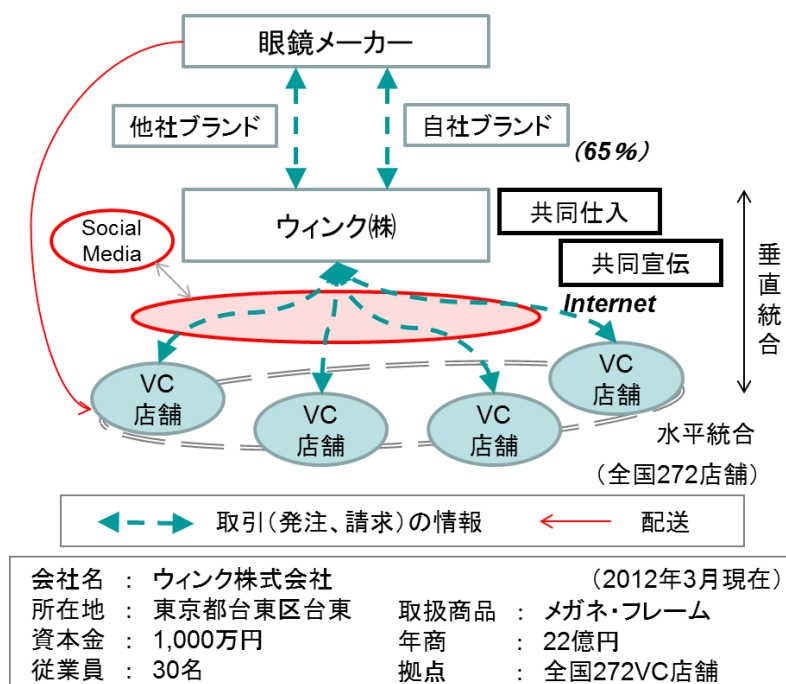 眼鏡メーカー
他社ブランド
自社ブランド
(65%)
Social
Media
ウィンク㈱
共同仕入
共同宣伝
Internet
垂直統合
VC
店舗
VC
店舗
VC
店舗
VC
店舗
水平統合
(全国272店舗)
取引(発注、請求)の情報
配送
会社名 : ウィンク株式会社 (2012年3月現在)
所在地 : 東京都台東区台東 取扱商品 : メガネ・フレーム
資本金 : 1,000万円 年商 : 22億円
従業員 : 30名 拠点 : 全国272VC店舗